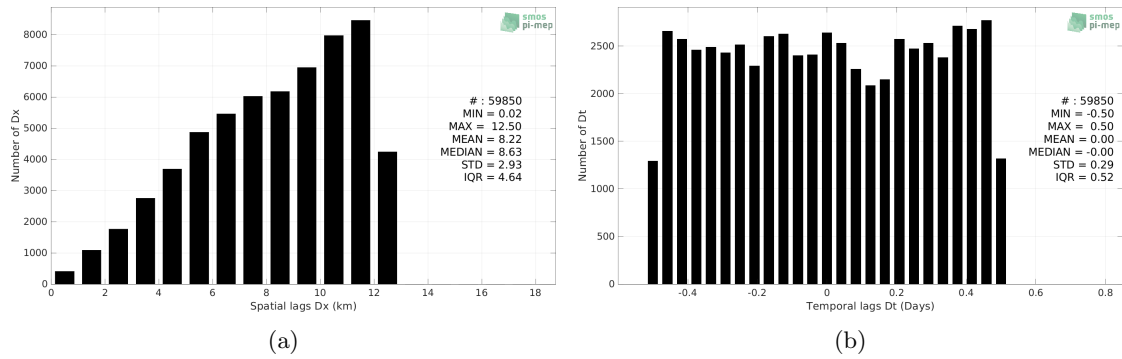 8000
7000
6000
5000
4000
3000
2000
1000
0
Number of Dx
0 2 4 6 8 10 12 14 16 18
Spatial lags Dx (km)
smos
pi-mep
# : 59850
MIN = 0.02
MAX = 12.50
MEAN = 8.22
MEDIAN = 8.63
STD = 2.93
IQR = 4.64
(a)
2500
2000
1500
1000
500
0
Number of Dt
-0.4 -0.2 0 0.2 0.4 0.6 0.8
Temporal lags Dt (Days)
smos
pi-mep
# : 59850
MIN = -0.50
MAX = 0.50
MEAN = 0.00
MEDIAN = -0.00
STD = 0.29
IQR = 0.52
(b)